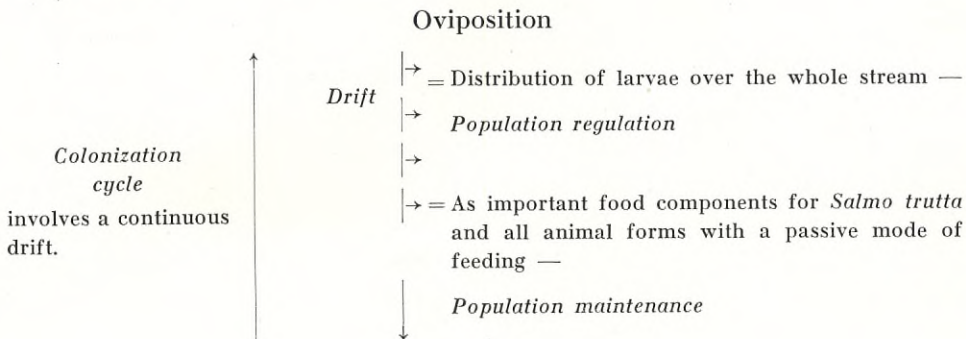 Oviposition
Drift
= Distribution of larvae over the whole stream —
Population regulation
Colonization
cycle
involves a continuous
drift.
= As important food components for Salmo trutta
and all animal forms with a passive mode of
feeding —
Population maintenance